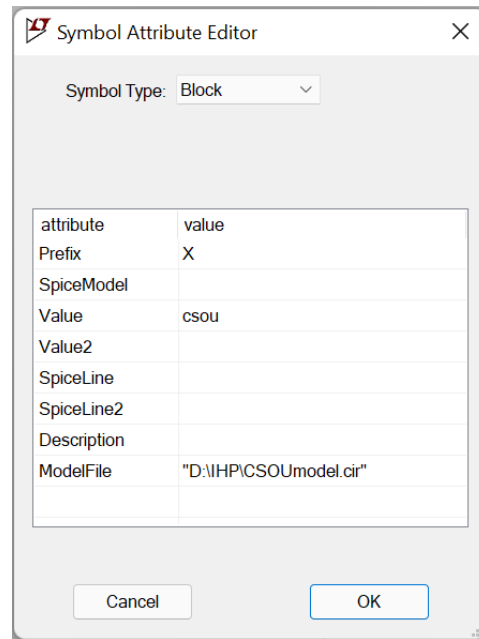 Symbol Attribute Editor
Symbol Type: Block
attribute value
Prefix X
SpiceModel
Value csou
Value2
SpiceLine
SpiceLine2
Description
ModelFile "D:\IHP\CSOUmodel.cir"
Cancel OK